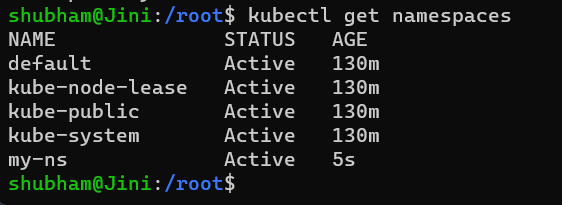 shubham@Jini:/root$ kubectl get namespaces
NAME              STATUS   AGE
default           Active   130m
kube-node-lease   Active   130m
kube-public       Active   130m
kube-system       Active   130m
my-ns             Active   5s
shubham@Jini:/root$